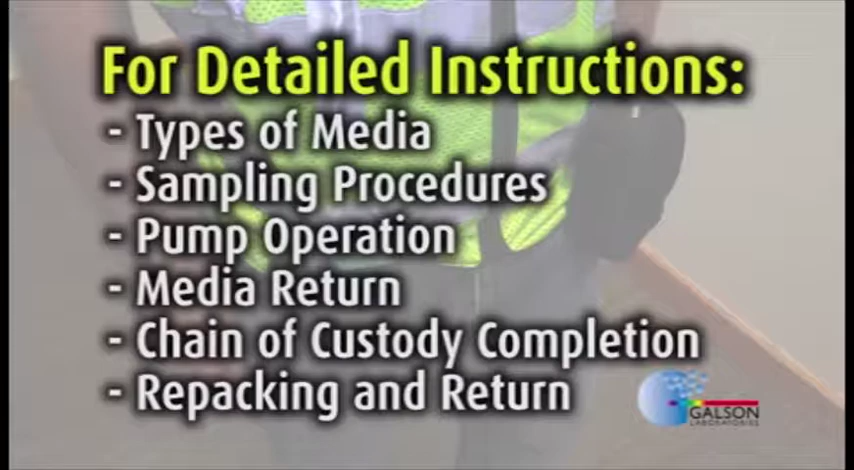 For Detailed Instructions:
- Types of Media
- Sampling Procedures
- Pump Operation
- Media Return
- Chain of Custody Completion
- Repacking and Return
GALSON
LABORATORIES